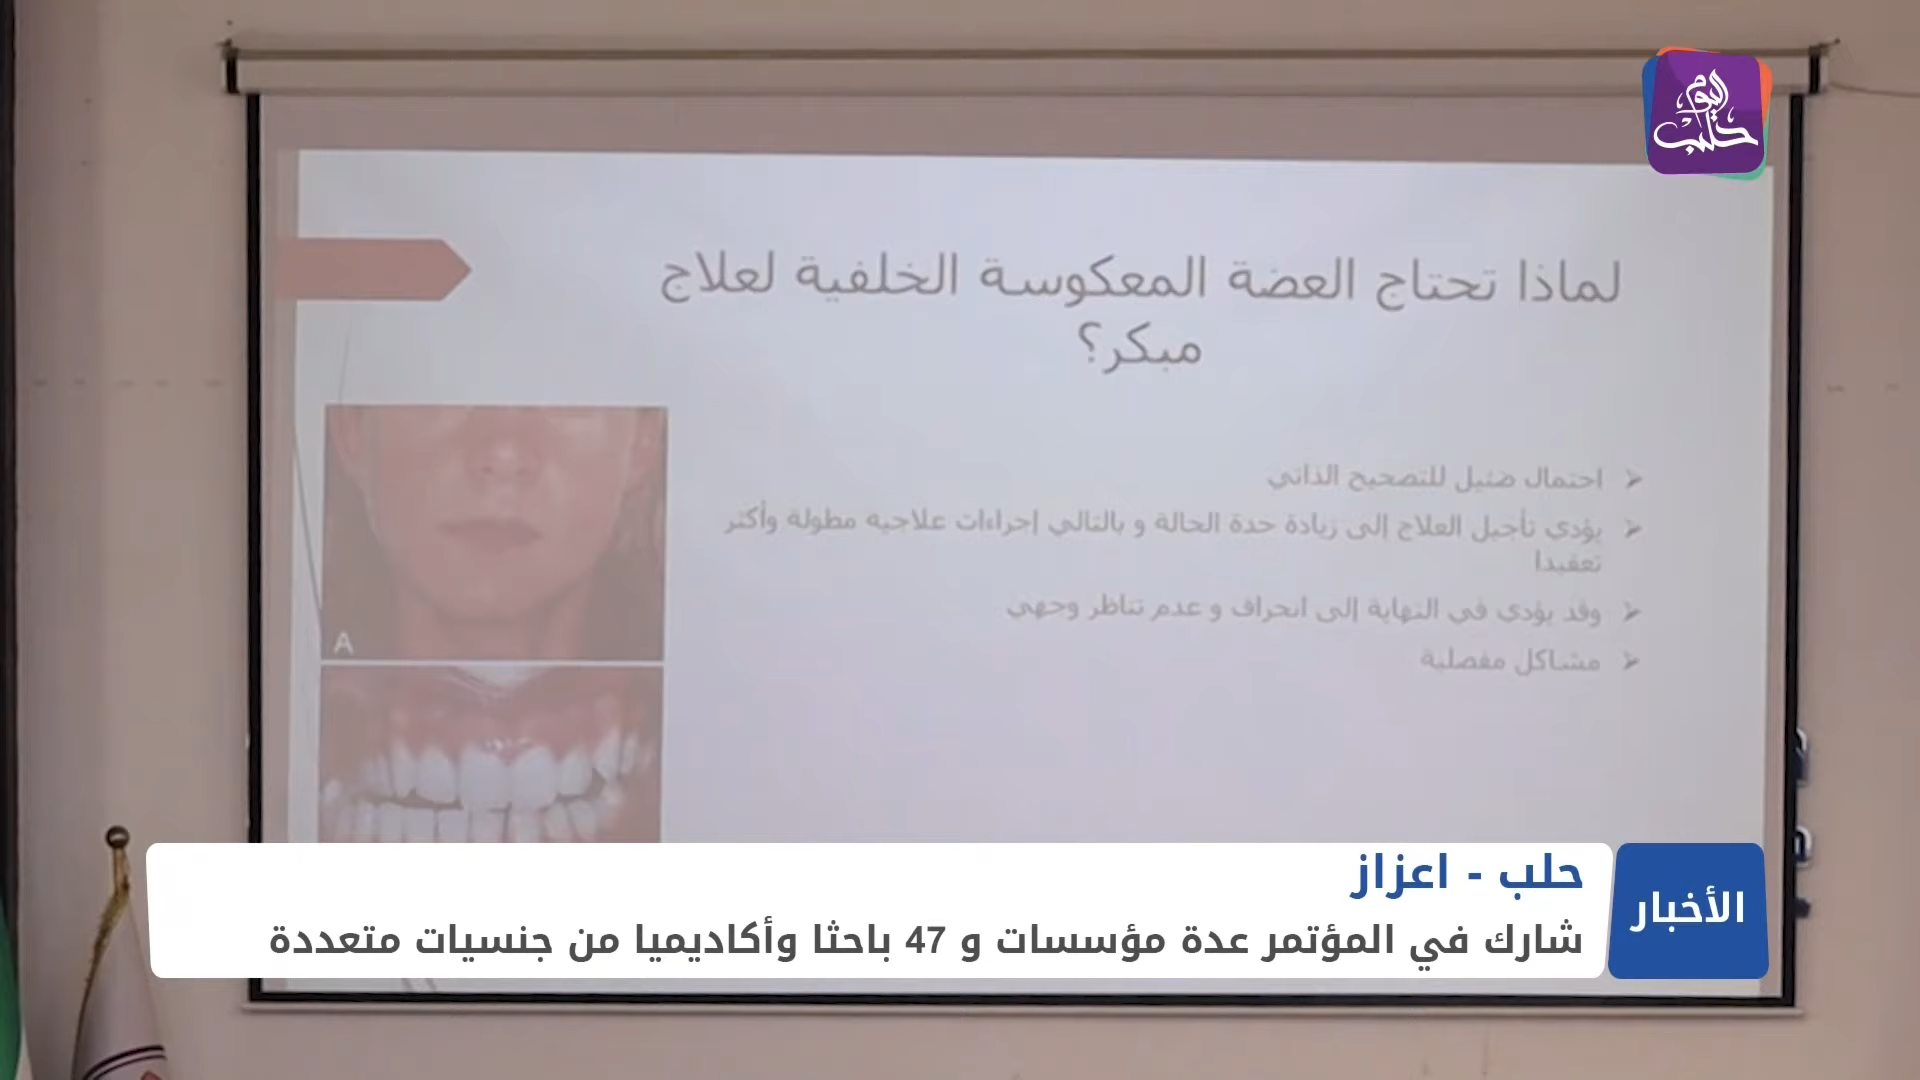 حلب اليوم
لماذا تحتاج العضة المعكوسة الخلفية لعلاج
مبكر؟
احتمال ضئيل للتصحيح الذاتي
يؤدي تأجيل العلاج إلى زيادة حدة الحالة و بالتالي إجراءات علاجيه مطولة وأكثر
تعقيدا
وقد يؤدي في النهاية إلى انحراف و عدم تناظر وجهي
مشاكل مفصلية
A
الأخبار
حلب - اعزاز
شارك في المؤتمر عدة مؤسسات و 47 باحثا وأكاديميا من جنسيات متعددة